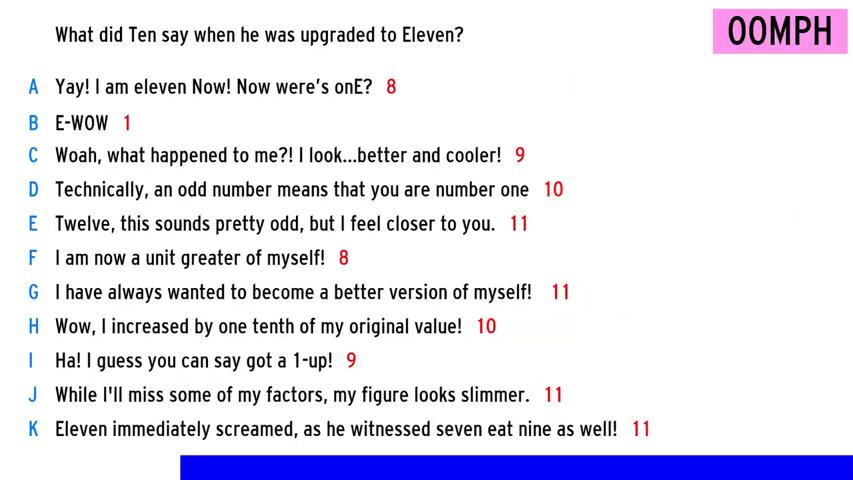 What did Ten say when he was upgraded to Eleven?
OOMPH
A Yay! I am eleven Now! Now were's onE? 8
B E-WOW 1
C Woah, what happened to me?! I look...better and cooler! 9
D Technically, an odd number means that you are number one 10
E Twelve, this sounds pretty odd, but I feel closer to you. 11
F I am now a unit greater of myself! 8
G I have always wanted to become a better version of myself! 11
H Wow, I increased by one tenth of my original value! 10
I Ha! I guess you can say got a 1-up! 9
J While I'll miss some of my factors, my figure looks slimmer. 11
K Eleven immediately screamed, as he witnessed seven eat nine as well! 11